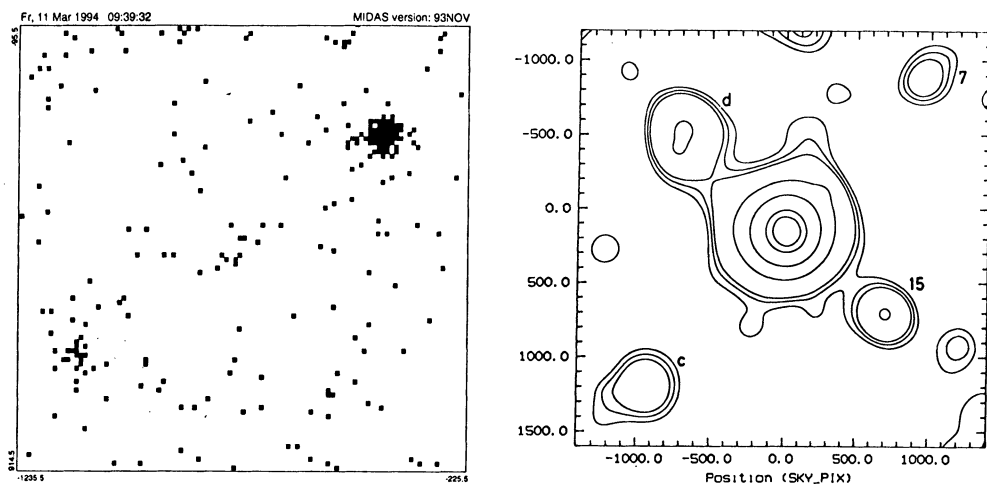 Fr, 11 Mar 1994 09:39:32 MIDAS version: 93NOV
-95.5
914.5
-1235.5 -225.5
-1000.0
-500.0
0.0
500.0
1000.0
1500.0
7
d
15
c
-1000.0 -500.0 0.0 500.0 1000.0
Position (SKY_PIX)